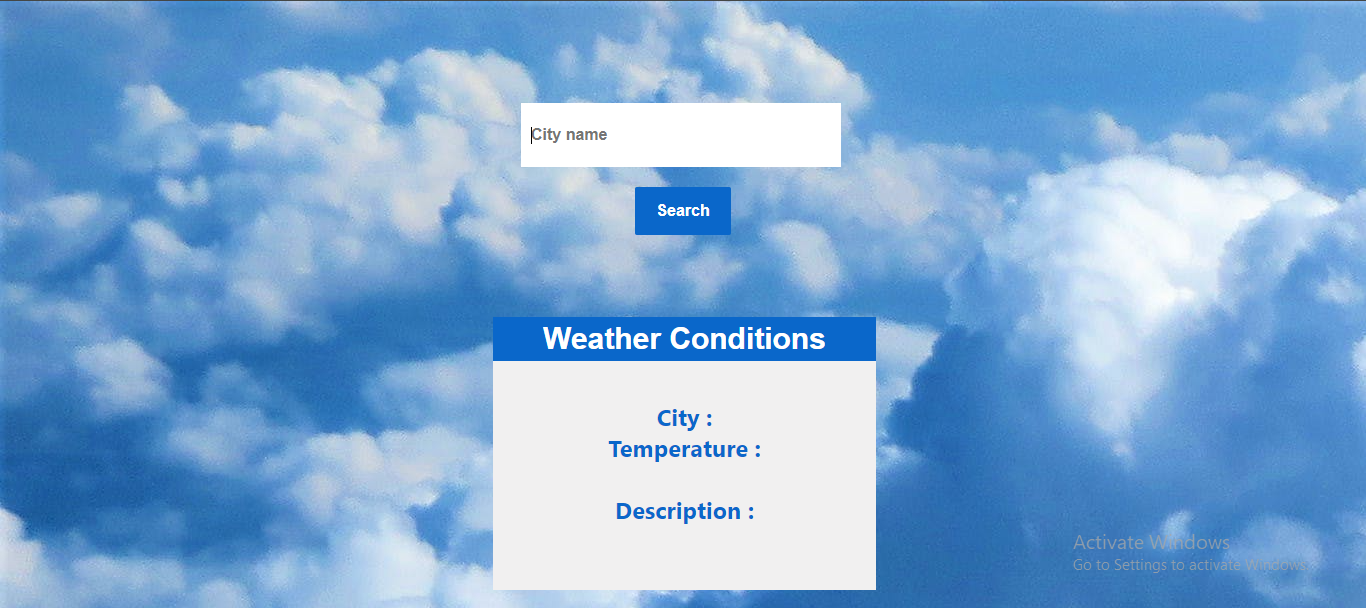 City name
Search
Weather Conditions
City :
Temperature :
Description :
Activate Windows
Go to Settings to activate Windows.